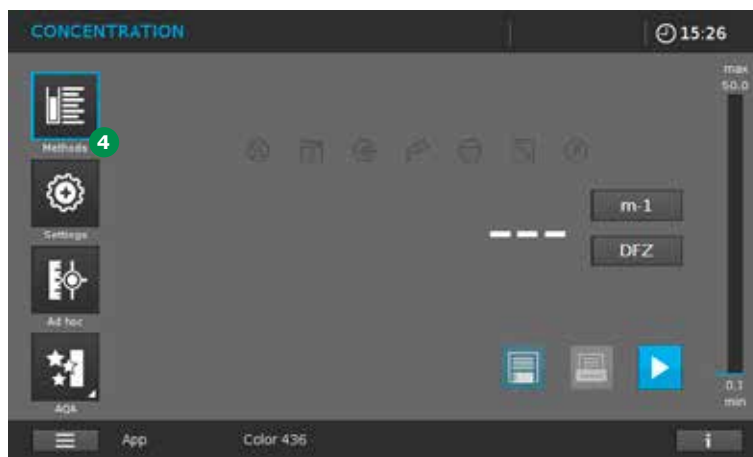 CONCENTRATION
15:26
max
50.0
Methods
4
Settings
m-1
DFZ
Ad hoc
AQA
0.1
min
App
Color 436
i